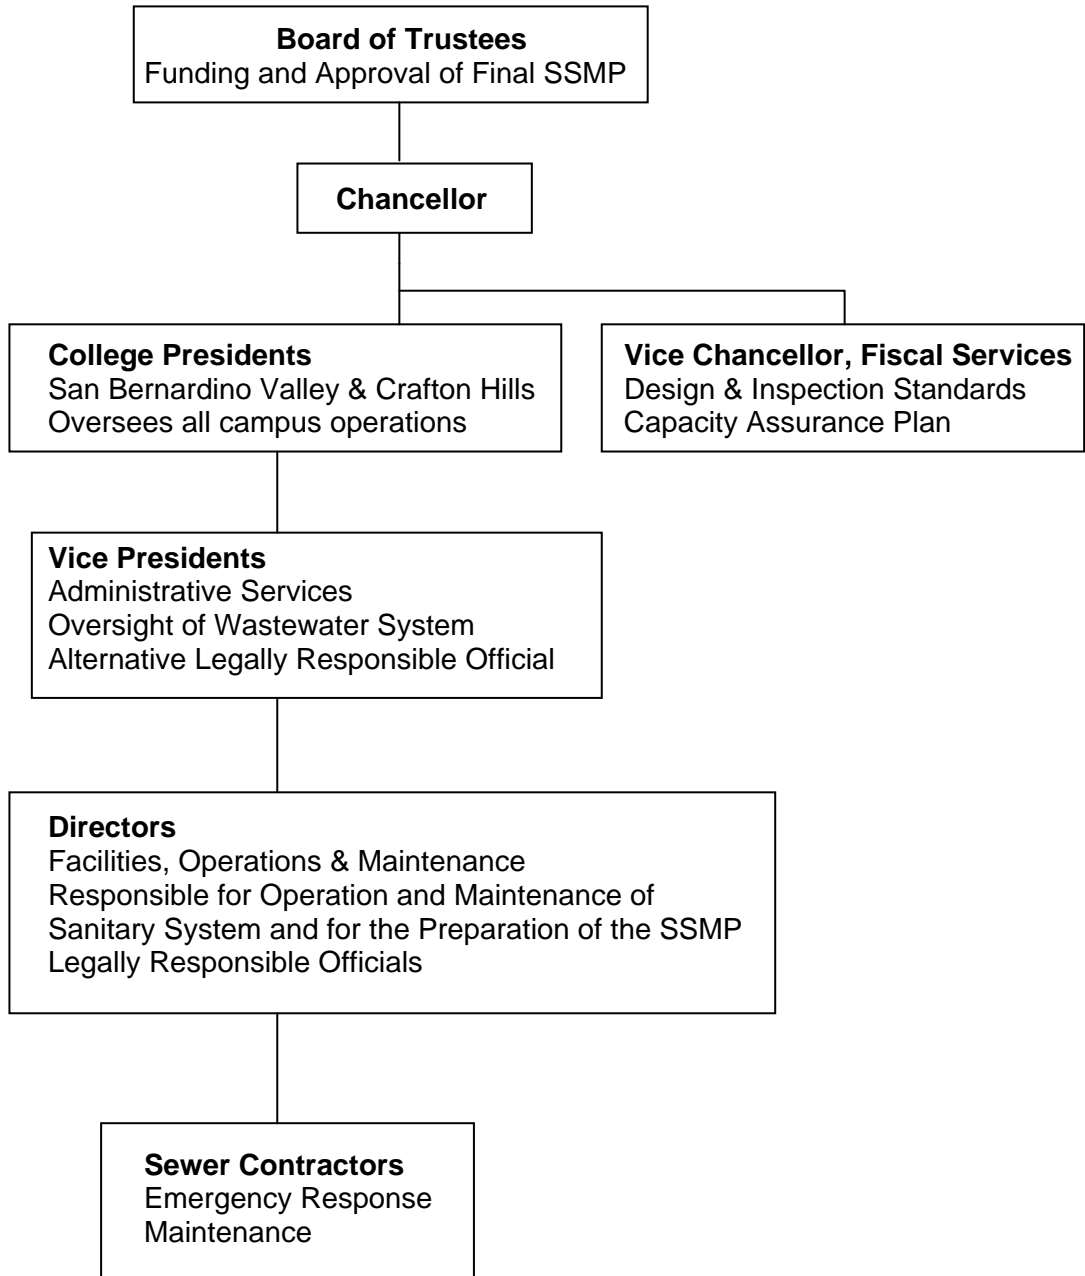 Board of Trustees
Funding and Approval of Final SSMP
Chancellor
College Presidents
San Bernardino Valley & Crafton Hills
Oversees all campus operations
Vice Chancellor, Fiscal Services
Design & Inspection Standards
Capacity Assurance Plan
Vice Presidents
Administrative Services
Oversight of Wastewater System
Alternative Legally Responsible Official
Directors
Facilities, Operations & Maintenance
Responsible for Operation and Maintenance of
Sanitary System and for the Preparation of the SSMP
Legally Responsible Officials
Sewer Contractors
Emergency Response
Maintenance